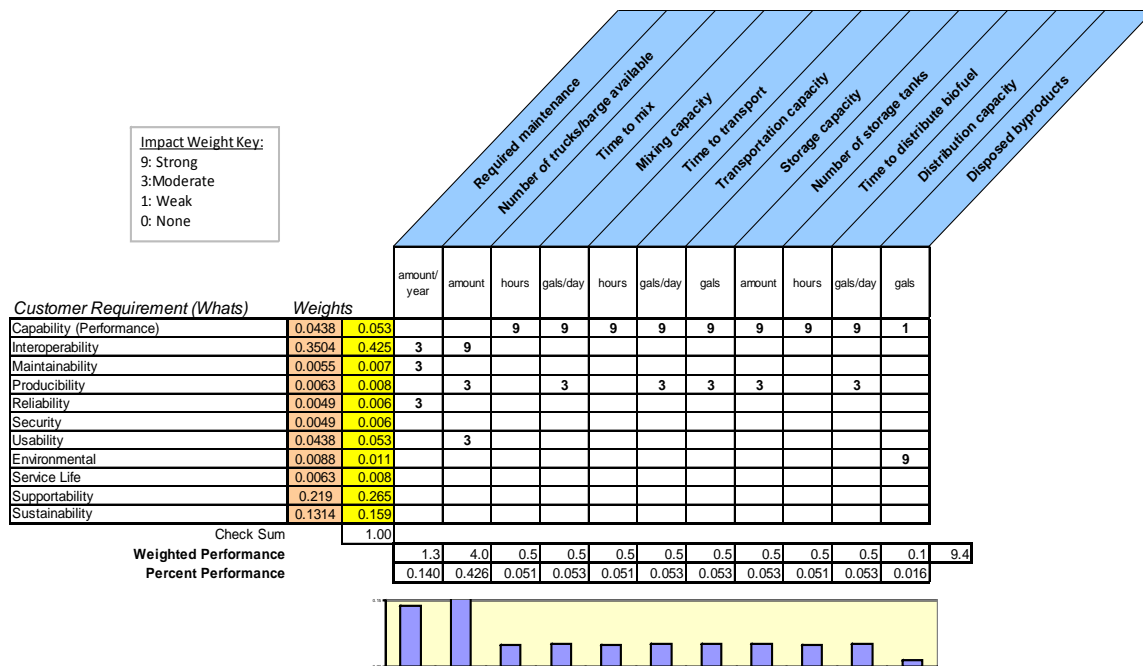 Required maintenance
Number of trucks/barge available
Time to mix
Mixing capacity
Time to transport
Transportation capacity
Storage capacity
Number of storage tanks
Time to distribute biofuel
Distribution capacity
Disposed byproducts
Impact Weight Key:
9: Strong
3:Moderate
1: Weak
0: None
amount/ year amount hours gals/day hours gals/day gals amount hours gals/day gals
Customer Requirement (Whats) Weights
Capability (Performance) 0.0438 0.053 9 9 9 9 9 9 9 9 1
Interoperability 0.3504 0.425 3 9
Maintainability 0.0055 0.007 3
Producibility 0.0063 0.008 3 3 3 3 3 3
Reliability 0.0049 0.006 3
Security 0.0049 0.006
Usability 0.0438 0.053 3
Environmental 0.0088 0.011 9
Service Life 0.0063 0.008
Supportability 0.219 0.265
Sustainability 0.1314 0.159
Check Sum 1.00
Weighted Performance 1.3 4.0 0.5 0.5 0.5 0.5 0.5 0.5 0.5 0.5 0.1 9.4
Percent Performance 0.140 0.426 0.051 0.053 0.051 0.053 0.053 0.053 0.051 0.053 0.016